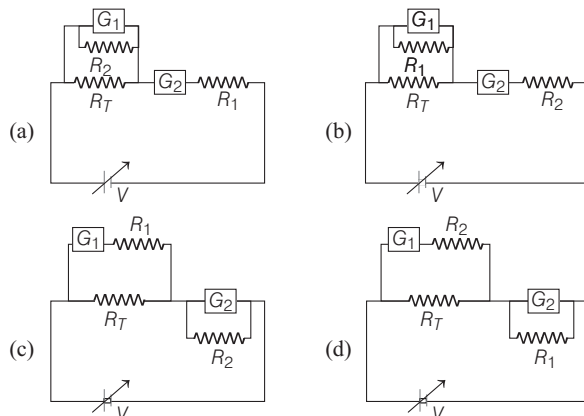 G1 G1
R2 R1
G2 R1 G2 R2
RT RT
(a) (b)
V V
R1 R2
G1 G1
G2 G2
RT RT
R2 R1
(c) (d)
V V